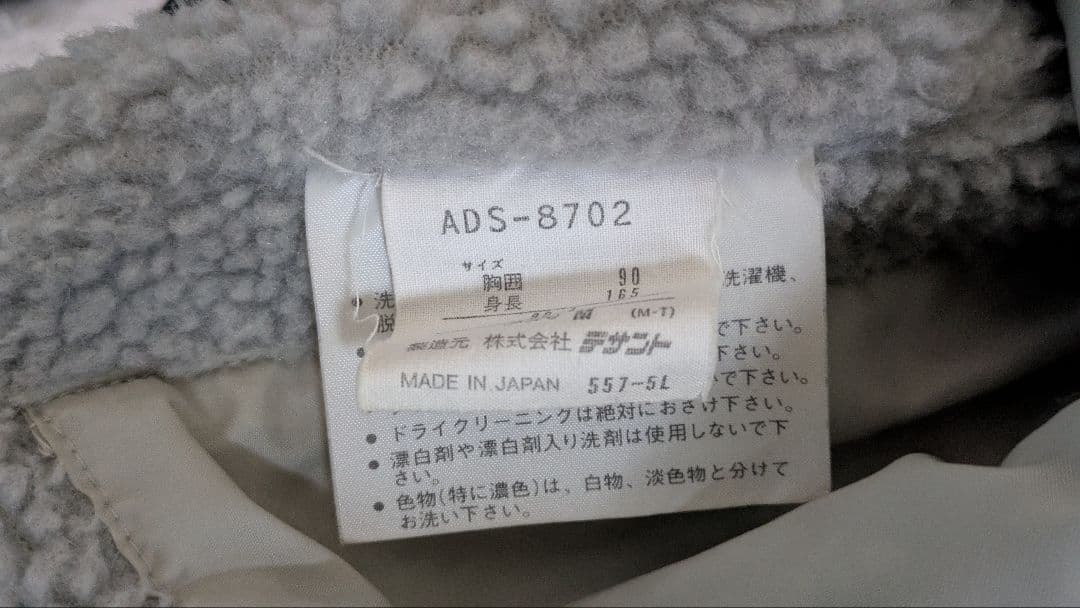 ADS-8702
サイズ
胸囲 90
身長 165
M (M-T)
製造元 株式会社 デサント
MADE IN JAPAN 557-5L
● 洗 洗濯機、
脱
で下さい。
● 下さい。
いで下さい。
● ドライクリーニングは絶対におさけ下さい。
● 漂白剤や漂白剤入り洗剤は使用しないで下
さい。
● 色物(特に濃色)は、白物、淡色物と分けて
お洗い下さい。